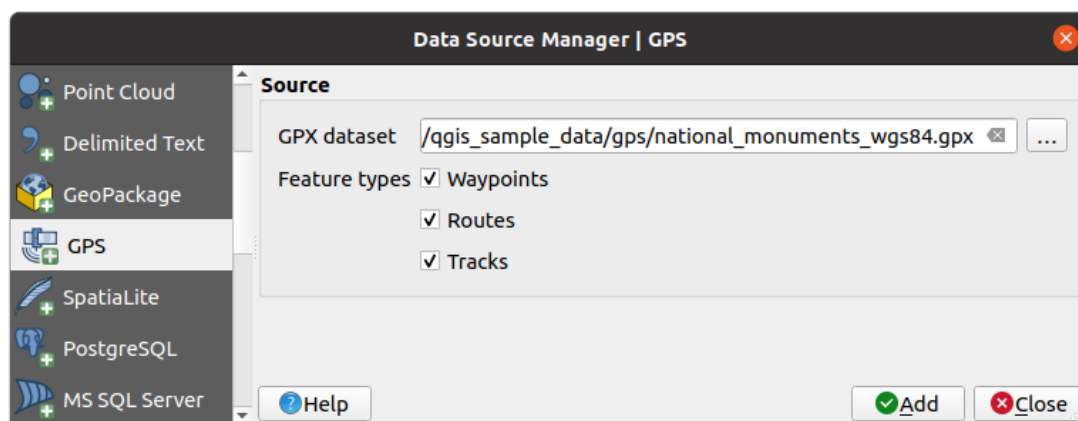 Data Source Manager | GPS
Point Cloud
Delimited Text
GeoPackage
GPS
SpatiaLite
PostgreSQL
MS SQL Server
Source
GPX dataset /qgis_sample_data/gps/national_monuments_wgs84.gpx ...
Feature types Waypoints
Routes
Tracks
Help Add Close